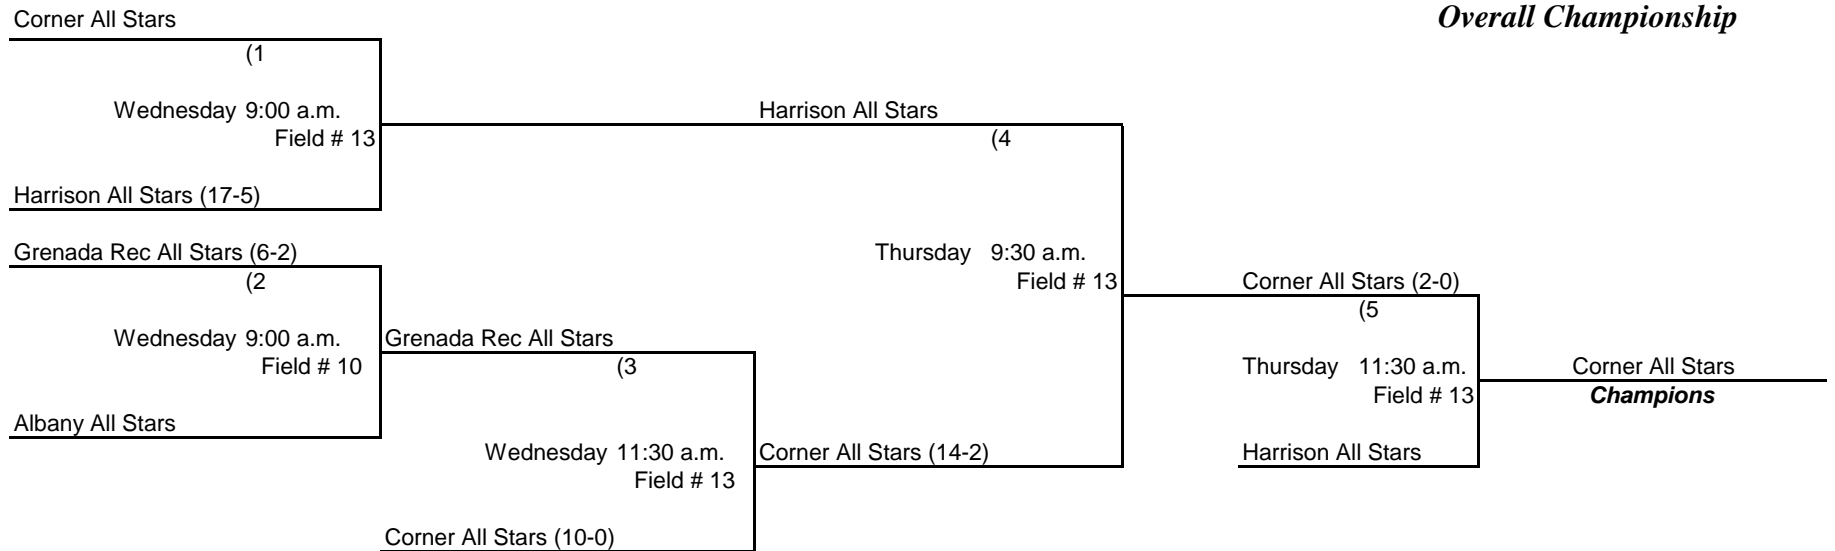 Corner All Stars
Overall Championship
(1
Wednesday 9:00 a.m.
Field # 13
Harrison All Stars
(4
Harrison All Stars (17-5)
Grenada Rec All Stars (6-2)
(2
Thursday 9:30 a.m.
Field # 13
Corner All Stars (2-0)
(5
Wednesday 9:00 a.m.
Field # 10
Grenada Rec All Stars
(3
Thursday 11:30 a.m.
Field # 13
Corner All Stars
Champions
Albany All Stars
Wednesday 11:30 a.m.
Field # 13
Corner All Stars (14-2)
Harrison All Stars
Corner All Stars (10-0)